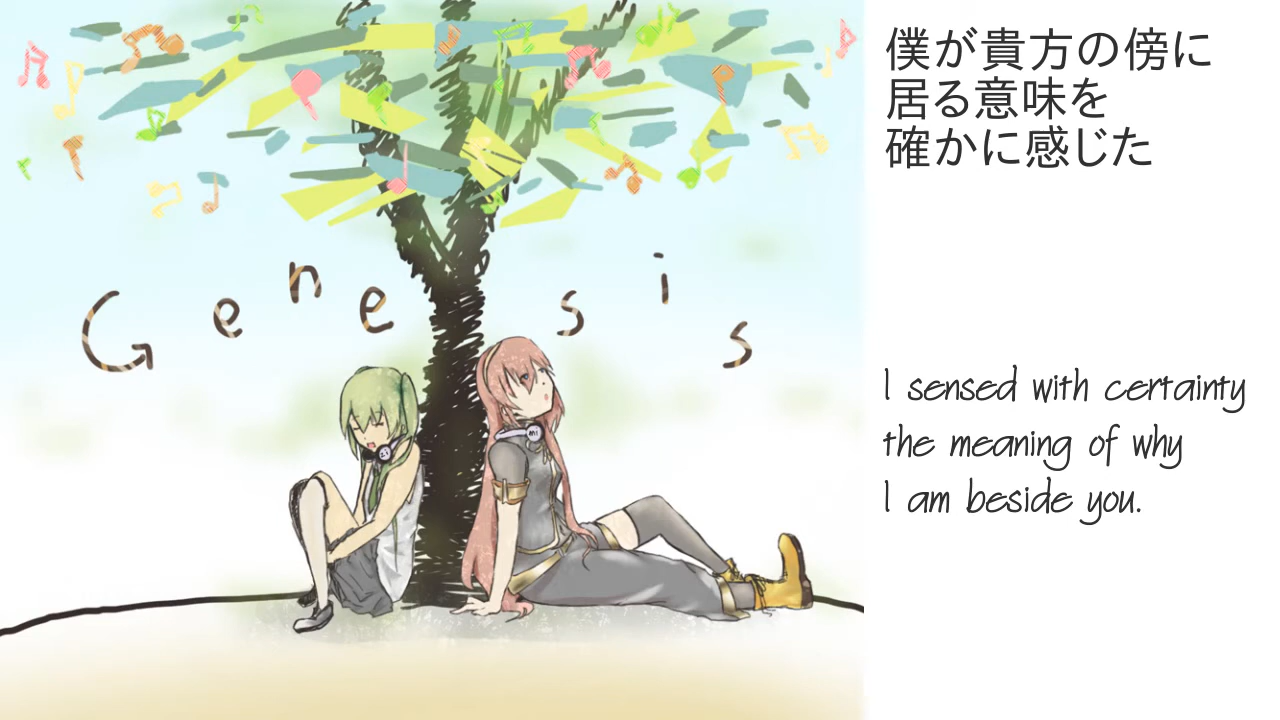 Genesis
僕が貴方の傍に
居る意味を
確かに感じた
I sensed with certainty
the meaning of why
I am beside you.